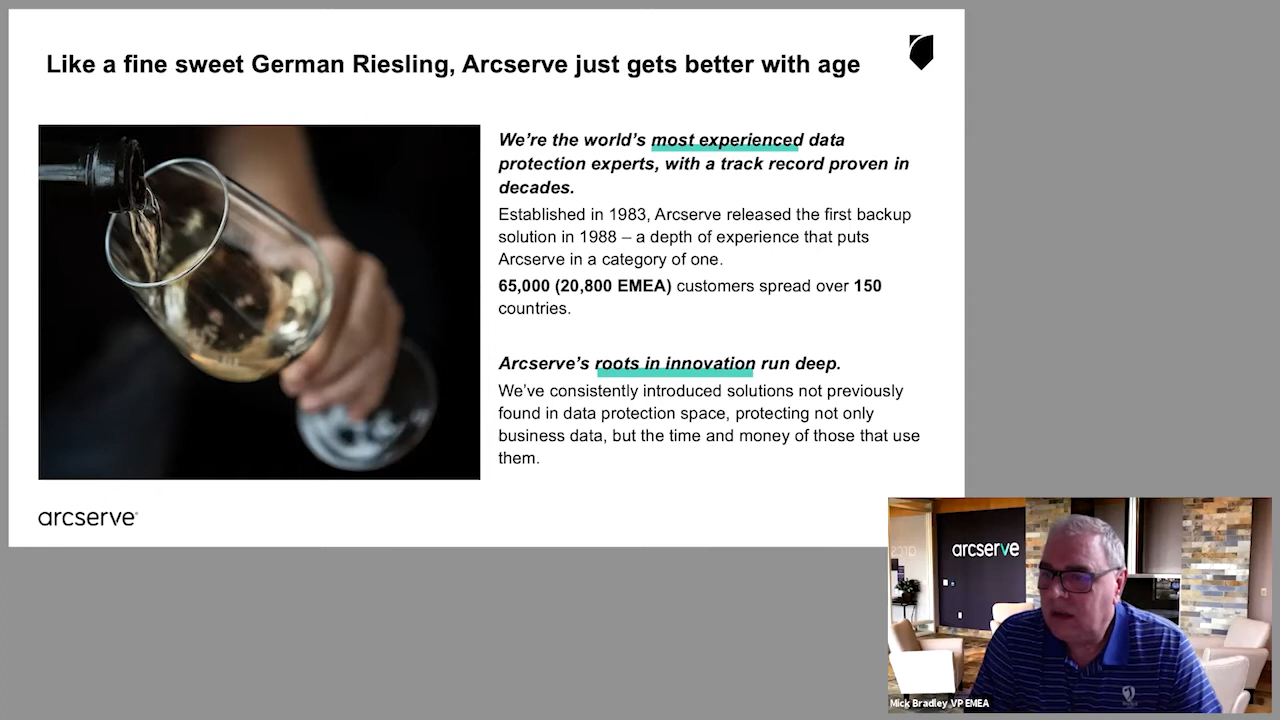 Like a fine sweet German Riesling, Arcserve just gets better with age
We're the world's most experienced data
protection experts, with a track record proven in
decades.
Established in 1983, Arcserve released the first backup
solution in 1988 – a depth of experience that puts
Arcserve in a category of one.
65,000 (20,800 EMEA) customers spread over 150
countries.
Arcserve's roots in innovation run deep.
We've consistently introduced solutions not previously
found in data protection space, protecting not only
business data, but the time and money of those that use
them.
arcserve®
arcserve
Mick Bradley VP EMEA